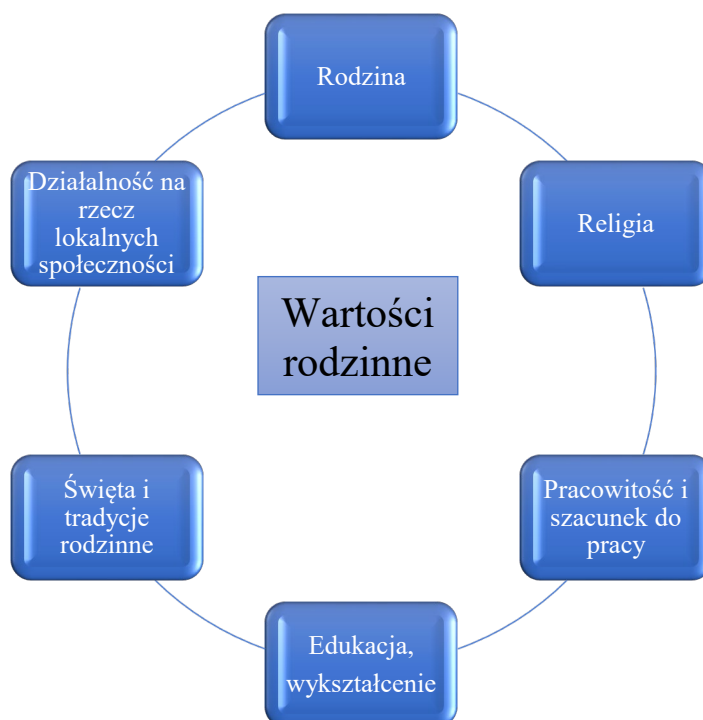 Rodzina
Religia
Pracowitość i
szacunek do
pracy
Edukacja,
wykształcenie
Święta i
tradycje
rodzinne
Działalność na
rzecz
lokalnych
społeczności
Wartości
rodzinne